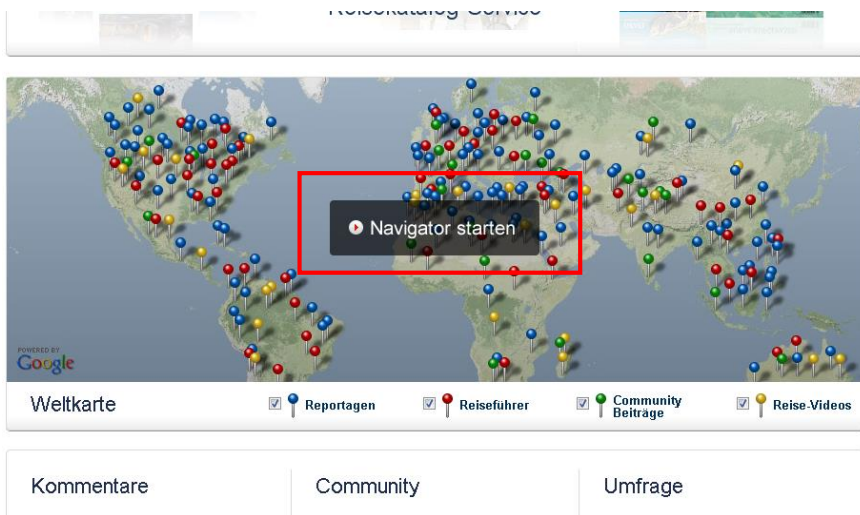 Reisekatalog Service
Navigator starten
POWERED BY
Google
Weltkarte
Reportagen
Reiseführer
Community
Beiträge
Reise-Videos
Kommentare
Community
Umfrage